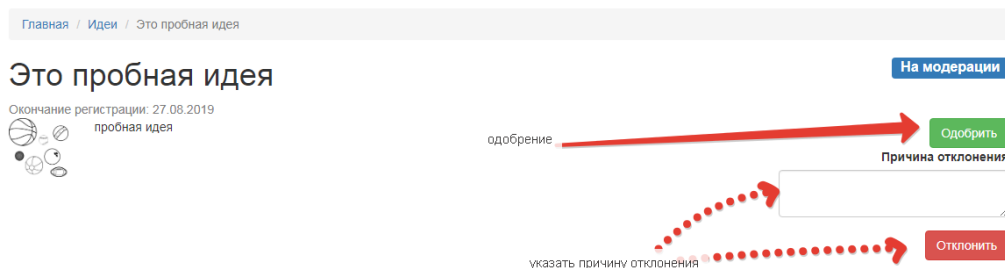 Главная / Идеи / Это пробная идея
Это пробная идея
На модерации
Окончание регистрации: 27.08.2019
пробная идея
одобрение
Одобрить
Причина отклонения
Отклонить
указать причину отклонения